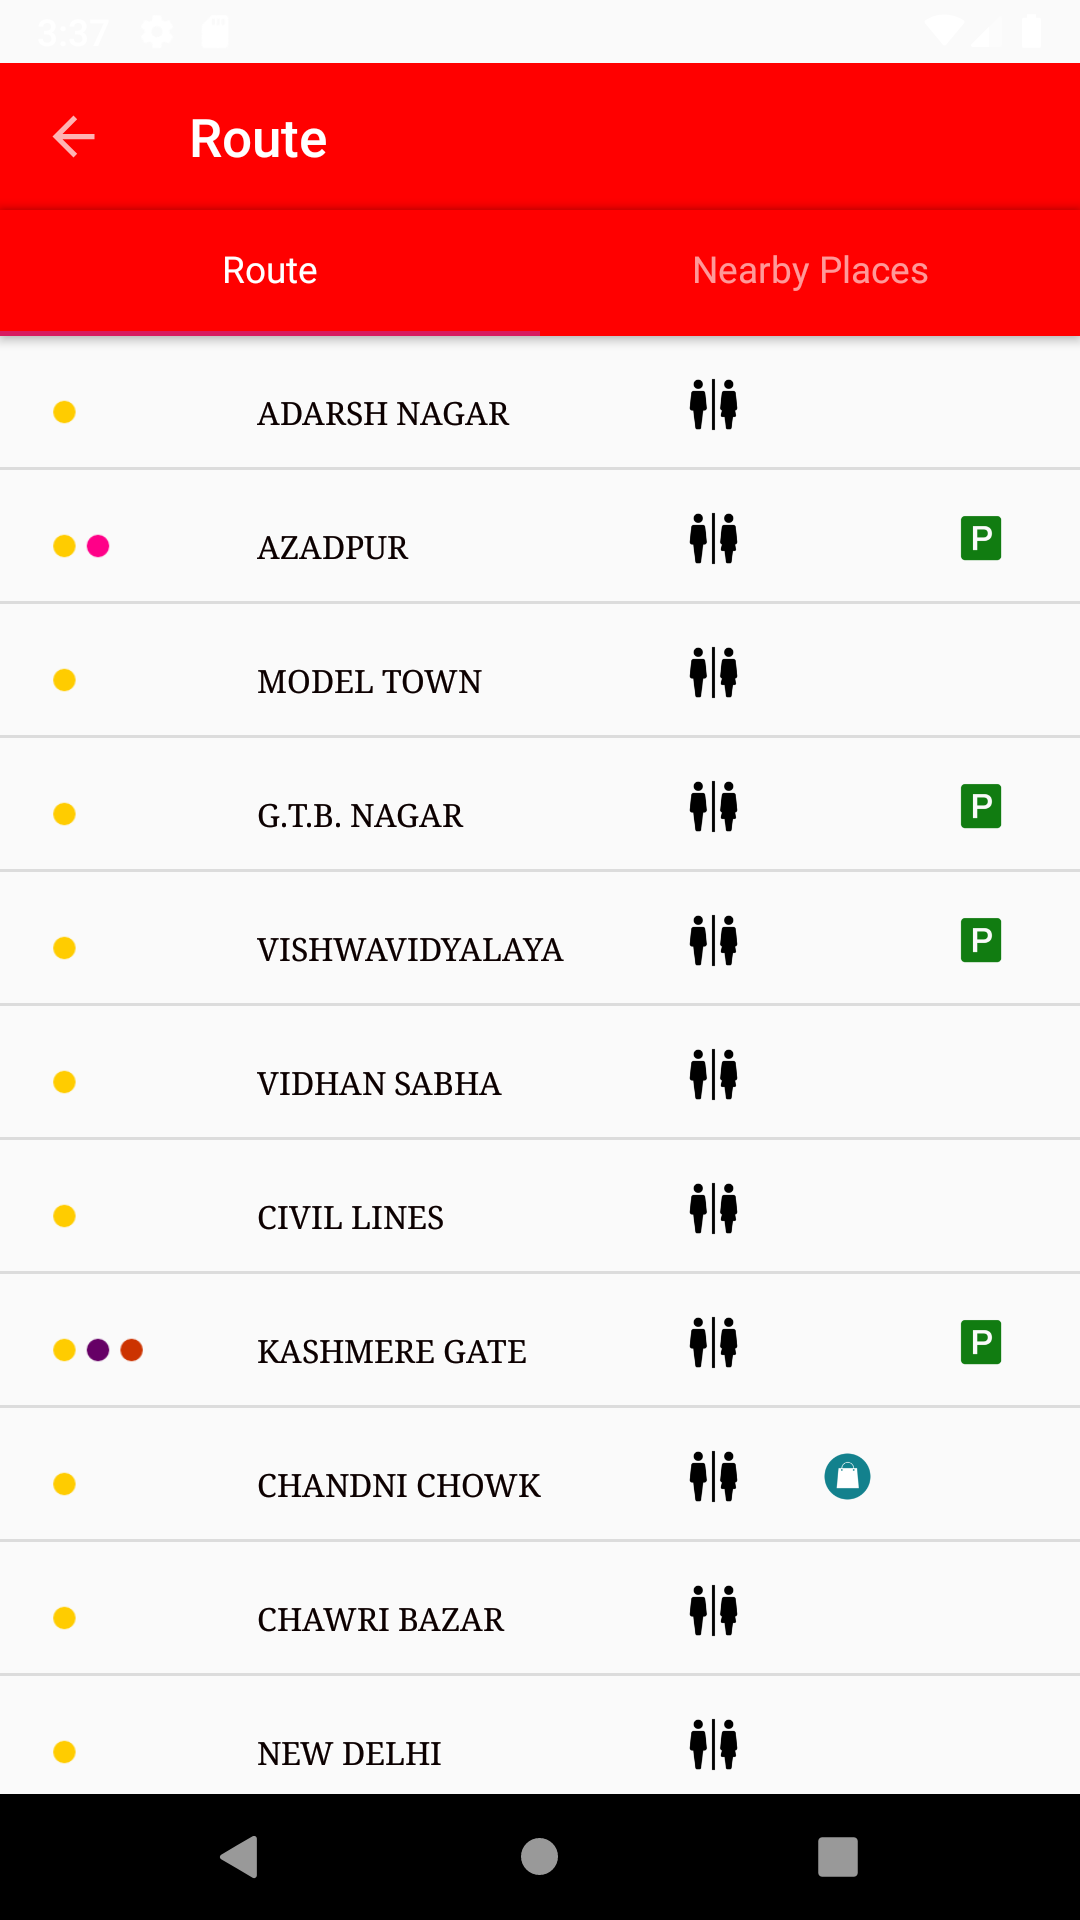 3:37
Route
Route Nearby Places
ADARSH NAGAR
AZADPUR P
MODEL TOWN
G.T.B. NAGAR P
VISHWAVIDYALAYA P
VIDHAN SABHA
CIVIL LINES
KASHMERE GATE P
CHANDNI CHOWK
CHAWRI BAZAR
NEW DELHI